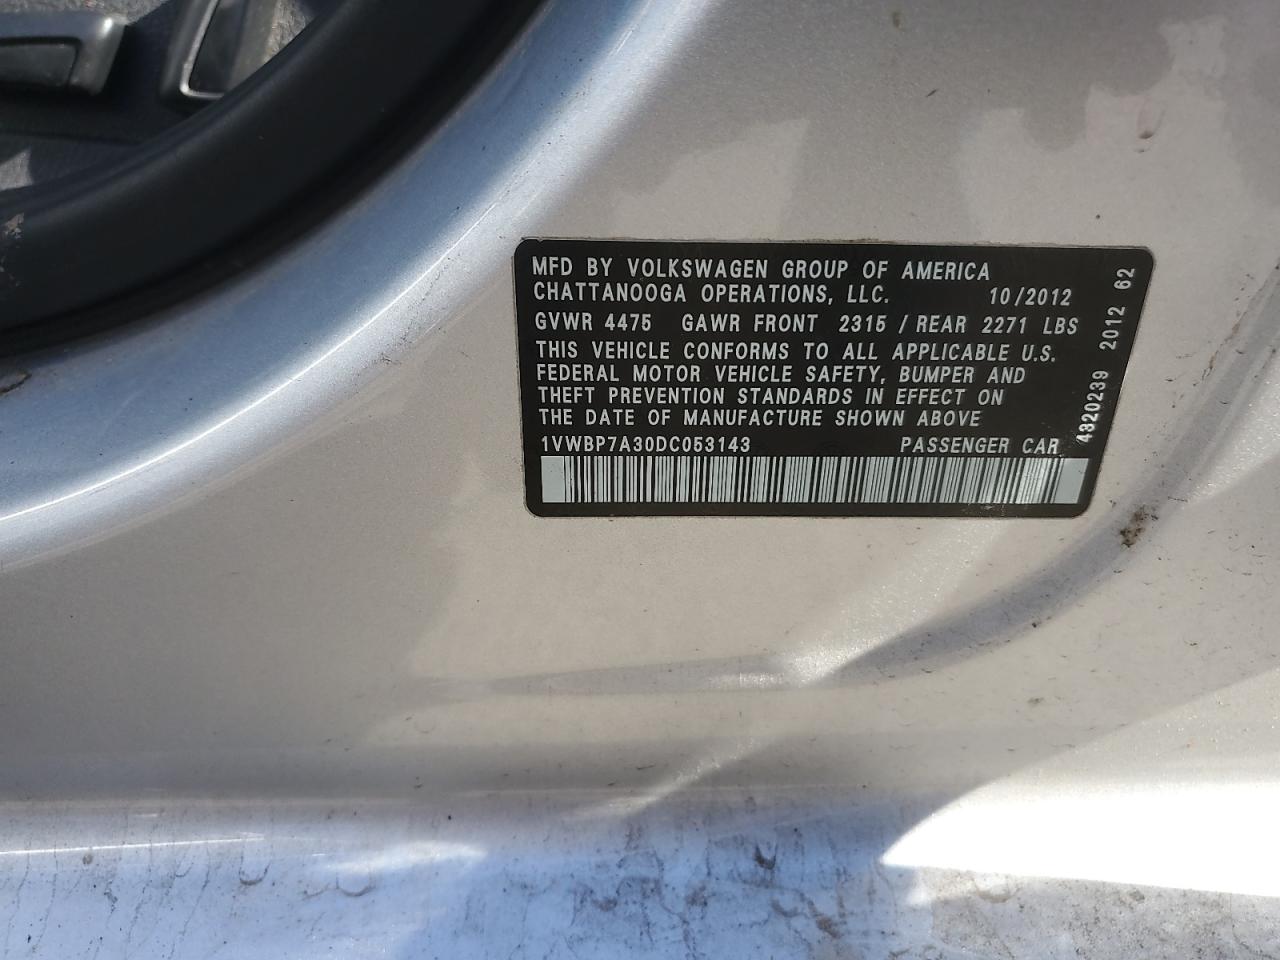 MFD BY VOLKSWAGEN GROUP OF AMERICA
CHATTANOOGA OPERATIONS, LLC. 10/2012
GVWR 4475 GAWR FRONT 2315 / REAR 2271 LBS
THIS VEHICLE CONFORMS TO ALL APPLICABLE U.S.
FEDERAL MOTOR VEHICLE SAFETY, BUMPER AND
THEFT PREVENTION STANDARDS IN EFFECT ON
THE DATE OF MANUFACTURE SHOWN ABOVE
1VWBP7A30DC053143 PASSENGER CAR
4320239 2012 62